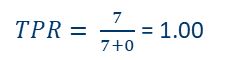 TPR = 7/7+0 = 1.00